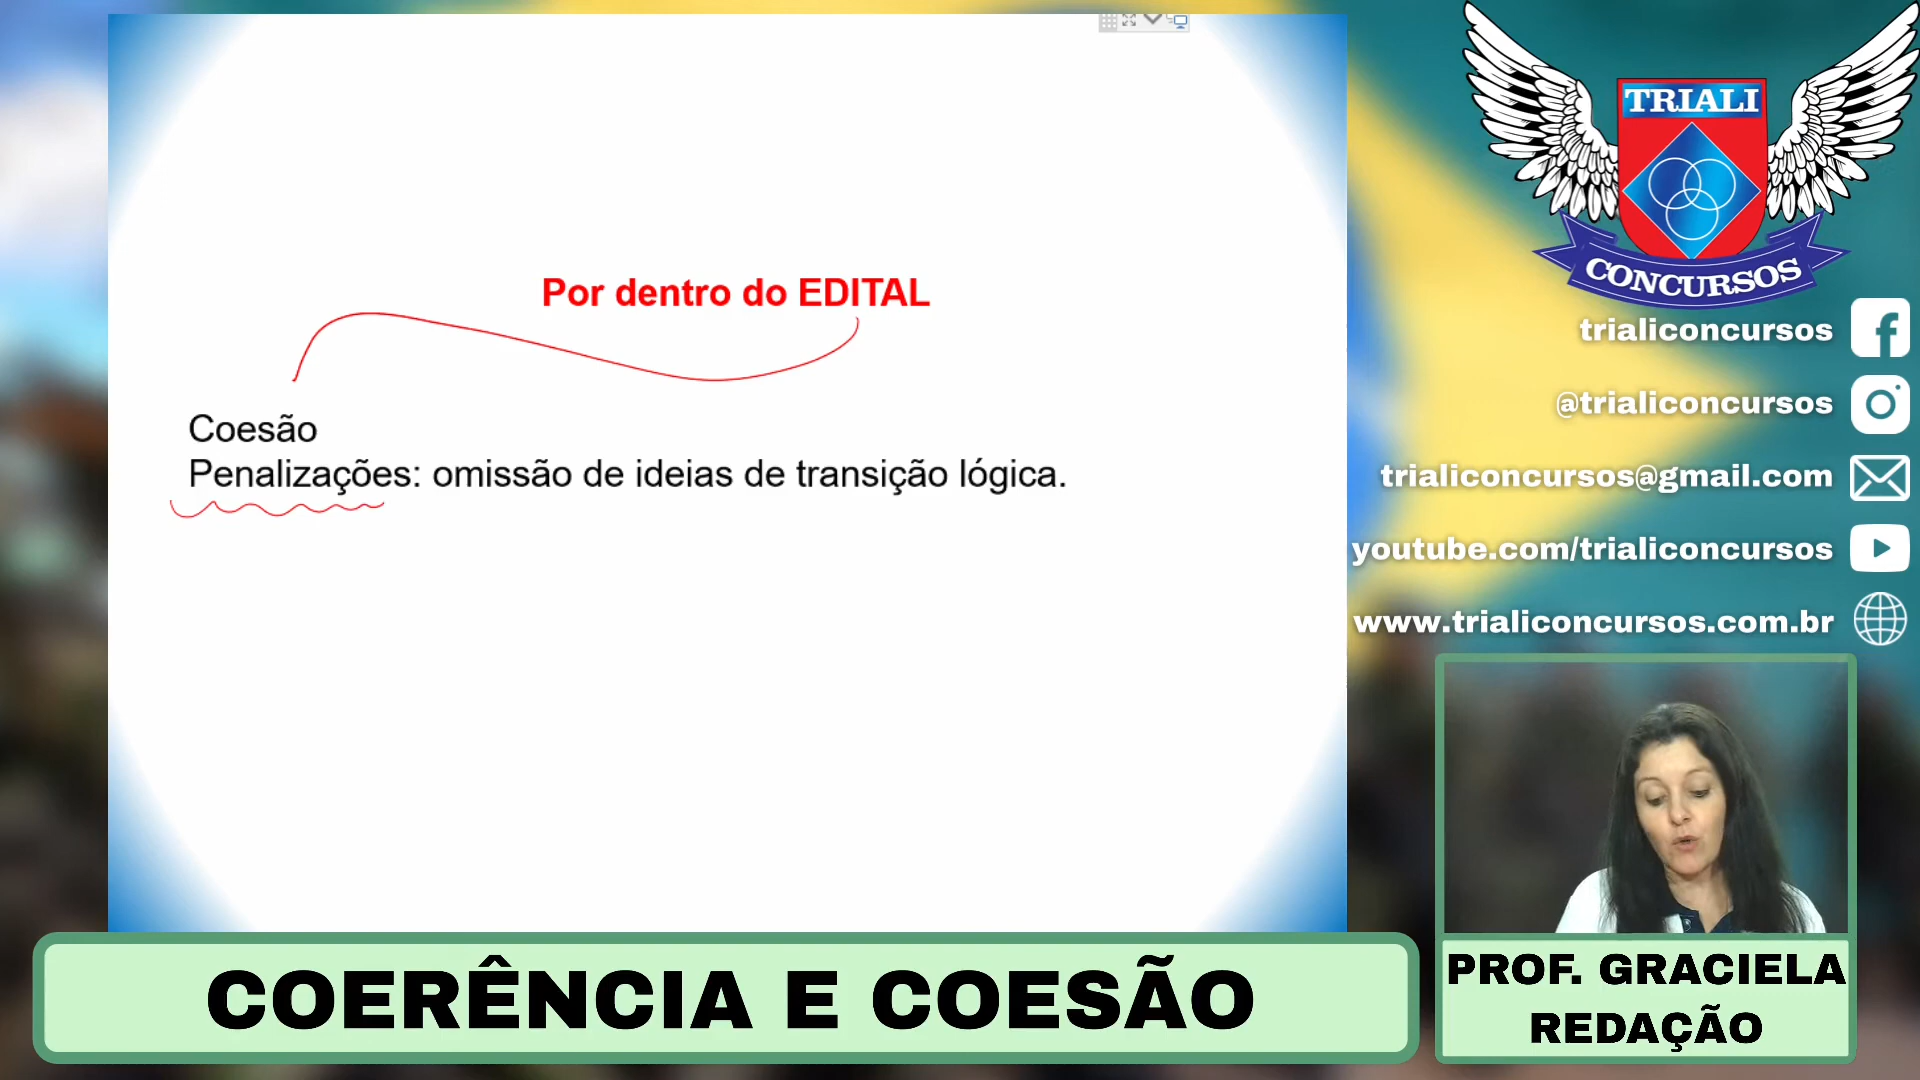 Por dentro do EDITAL
Coesão
Penalizações: omissão de ideias de transição lógica.
TRIALI
CONCURSOS
trialiconcursos
@trialiconcursos
trialiconcursos@gmail.com
youtube.com/trialiconcursos
www.trialiconcursos.com.br
COERÊNCIA E COESÃO
PROF. GRACIELA
REDAÇÃO